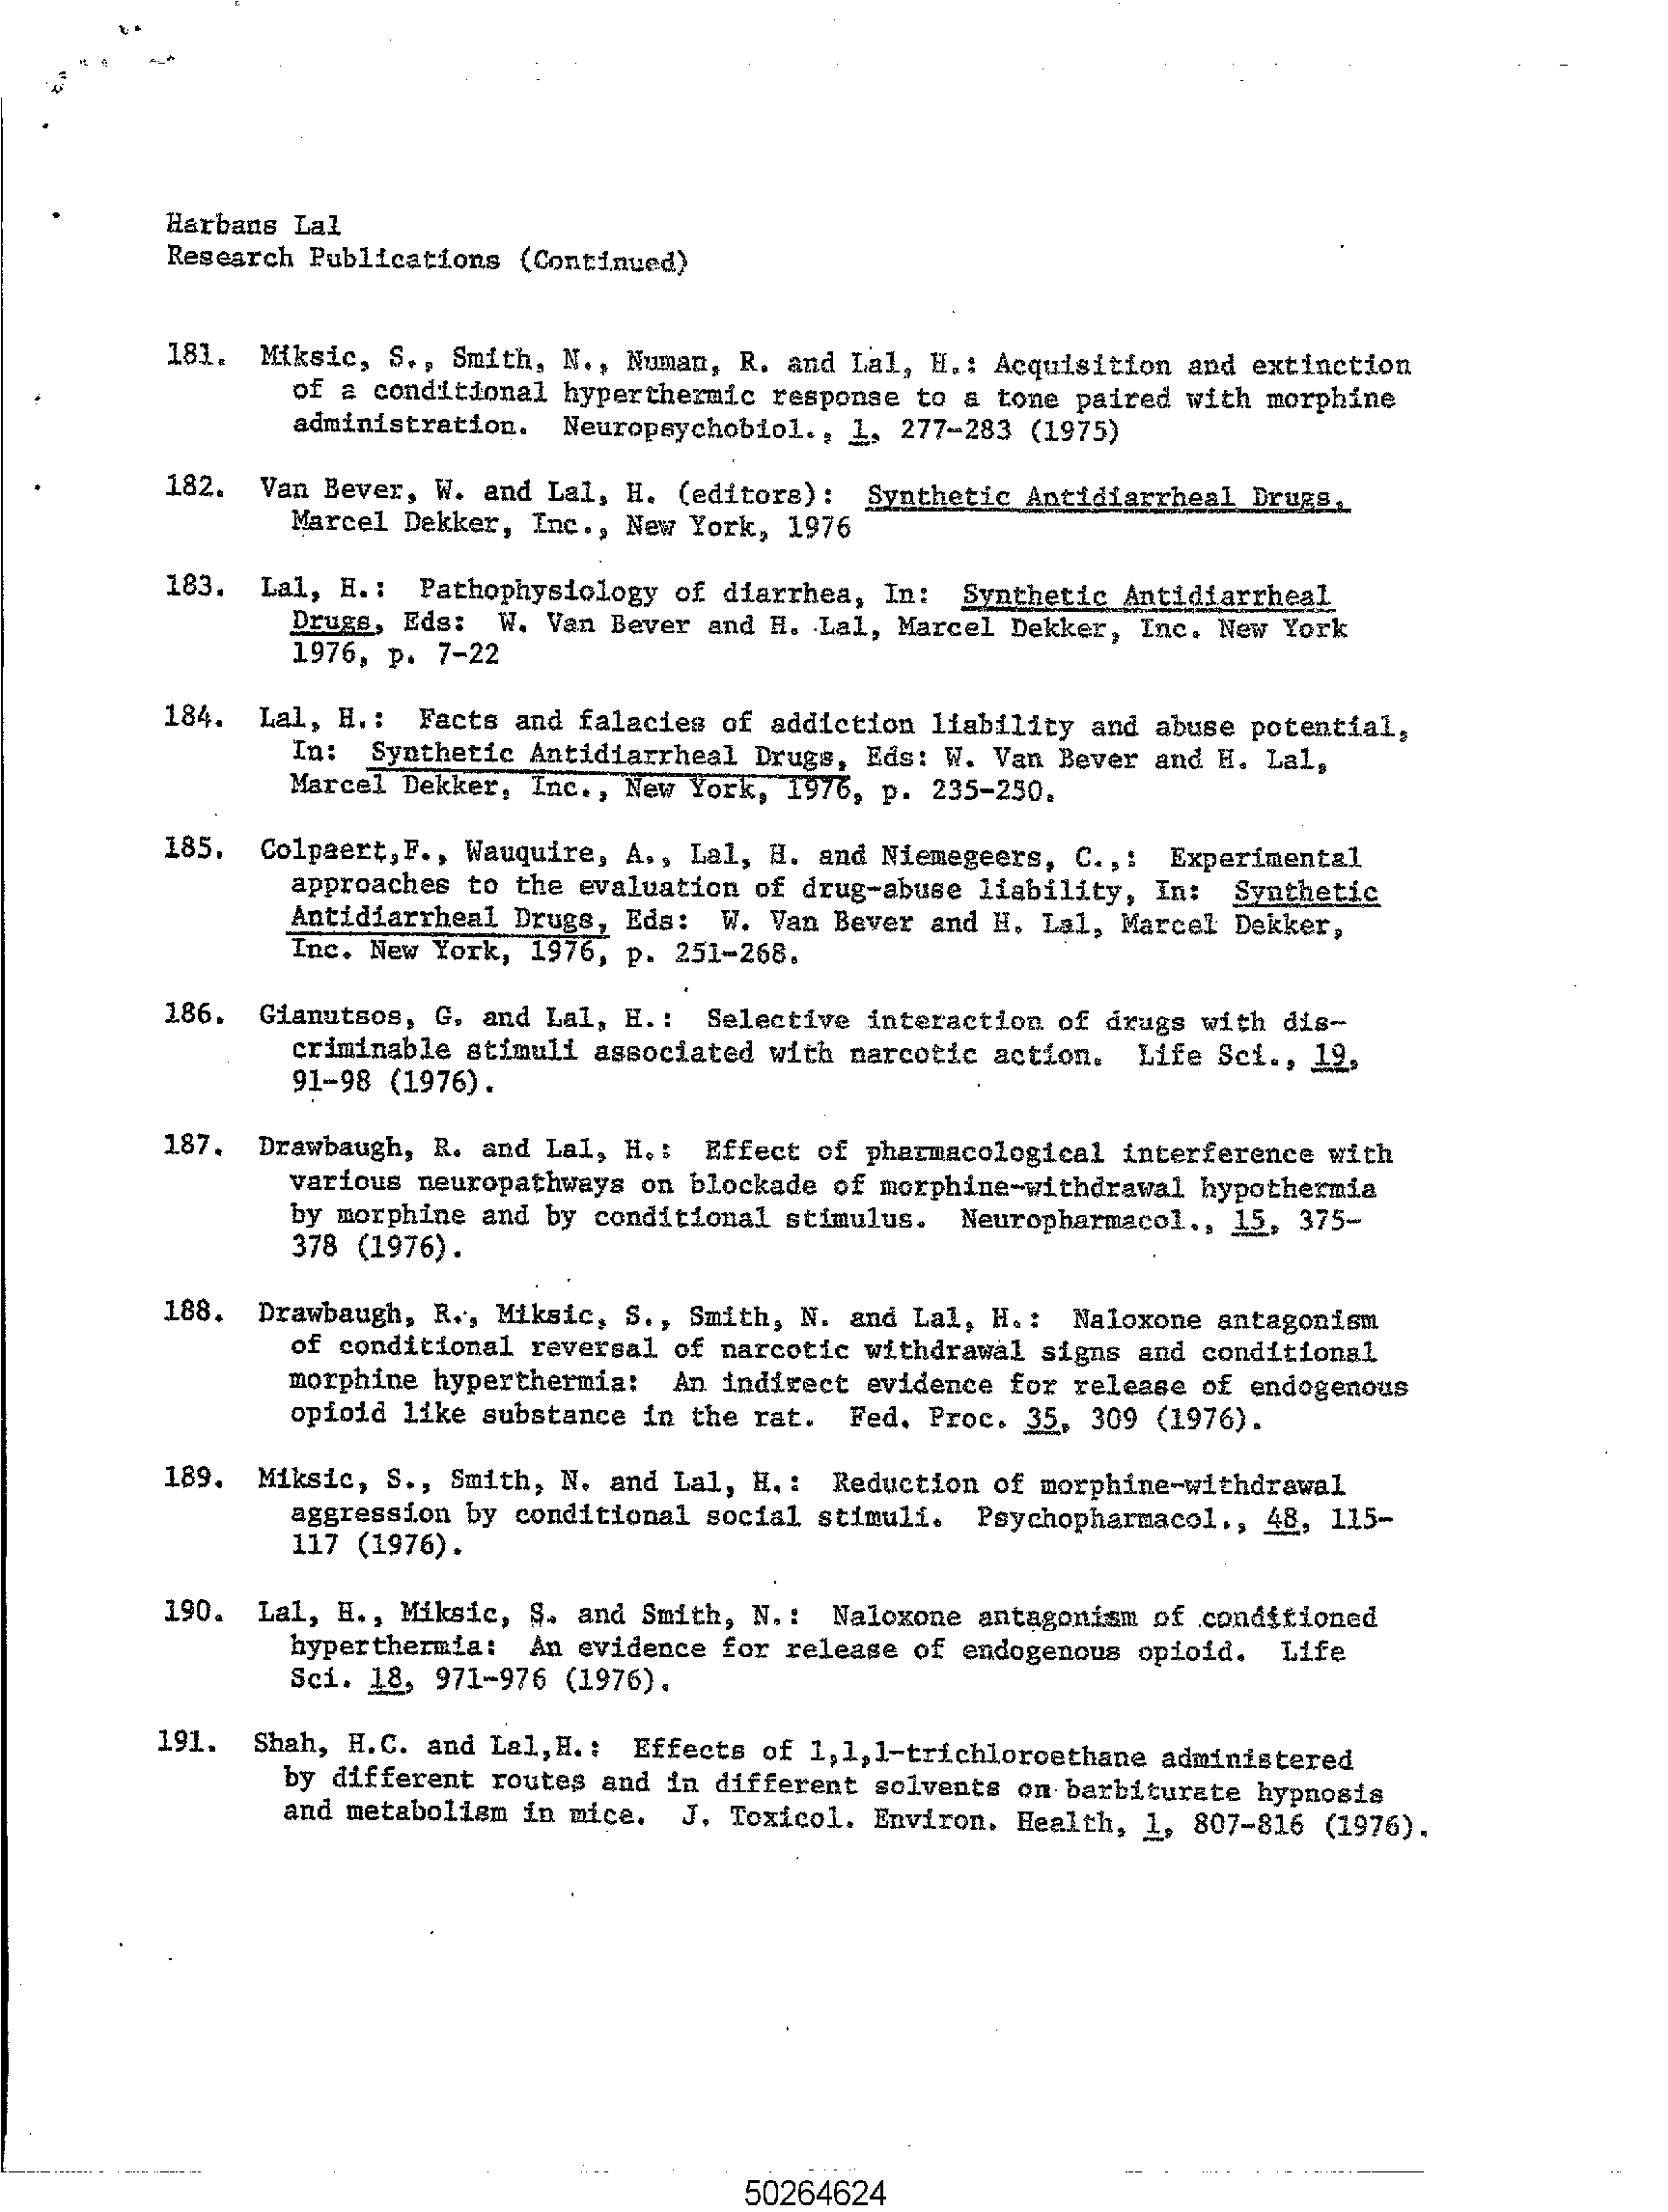 Harbans Lal
Research Publications (Continued)
181. Miksic, S., Smith, N., Numan, R. and Lal, H.: Acquisition and extinction
of a conditional hyperthermic response to a tone paired with morphine
administration. Neuropsychobiol., 1, 277-283 (1975)
182. Van Bever, W. and Lal, H. (editors): Synthetic Antidiarrheal Drugs,
Marcel Dekker, Inc., New York, 1976
183. Lal, H.: Pathophysiology of diarrhea, In: Synthetic Antidiarrheal
Drugs, Eds: W. Van Bever and H. Lal, Marcel Dekker, Inc. New York
1976, p. 7-22
184. Lal, H.: Facts and falacies of addiction liability and abuse potential,
In: Synthetic Antidiarrheal Drugs, Eds: W. Van Bever and H. Lal,
Marcel Dekker, Inc., New York, 1976, p. 235-250.
185. Colpaert,F., Wauquire, A., Lal, H. and Niemegeers, C.,: Experimental
approaches to the evaluation of drug-abuse liability, In: Synthetic
Antidiarrheal Drugs, Eds: W. Van Bever and H. Lal, Marcel Dekker,
Inc. New York, 1976, p. 251-268.
186. Gianutsos, G. and Lal, H.: Selective interaction of drugs with dis-
criminable stimuli associated with narcotic action. Life Sci., 19,
91-98 (1976).
187. Drawbaugh, R. and Lal, H.: Effect of pharmacological interference with
various neuropathways on blockade of morphine-withdrawal hypothermia
by morphine and by conditional stimulus. Neuropharmacol., 15, 375-
378 (1976).
188. Drawbaugh, R., Miksic, S., Smith, N. and Lal, H.: Naloxone antagonism
of conditional reversal of narcotic withdrawal signs and conditional
morphine hyperthermia: An indirect evidence for release of endogenous
opioid like substance in the rat. Fed. Proc. 35, 309 (1976).
189. Miksic, S., Smith, N. and Lal, H.: Reduction of morphine-withdrawal
aggression by conditional social stimuli. Psychopharmacol., 48, 115-
117 (1976).
190. Lal, H., Miksic, S. and Smith, N.: Naloxone antagonism of conditioned
hyperthermia: An evidence for release of endogenous opioid. Life
Sci. 18, 971-976 (1976).
191. Shah, H.C. and Lal,H.: Effects of 1,1,1-trichloroethane administered
by different routes and in different solvents on barbiturate hypnosis
and metabolism in mice. J. Toxicol. Environ. Health, 1, 807-816 (1976).
50264624